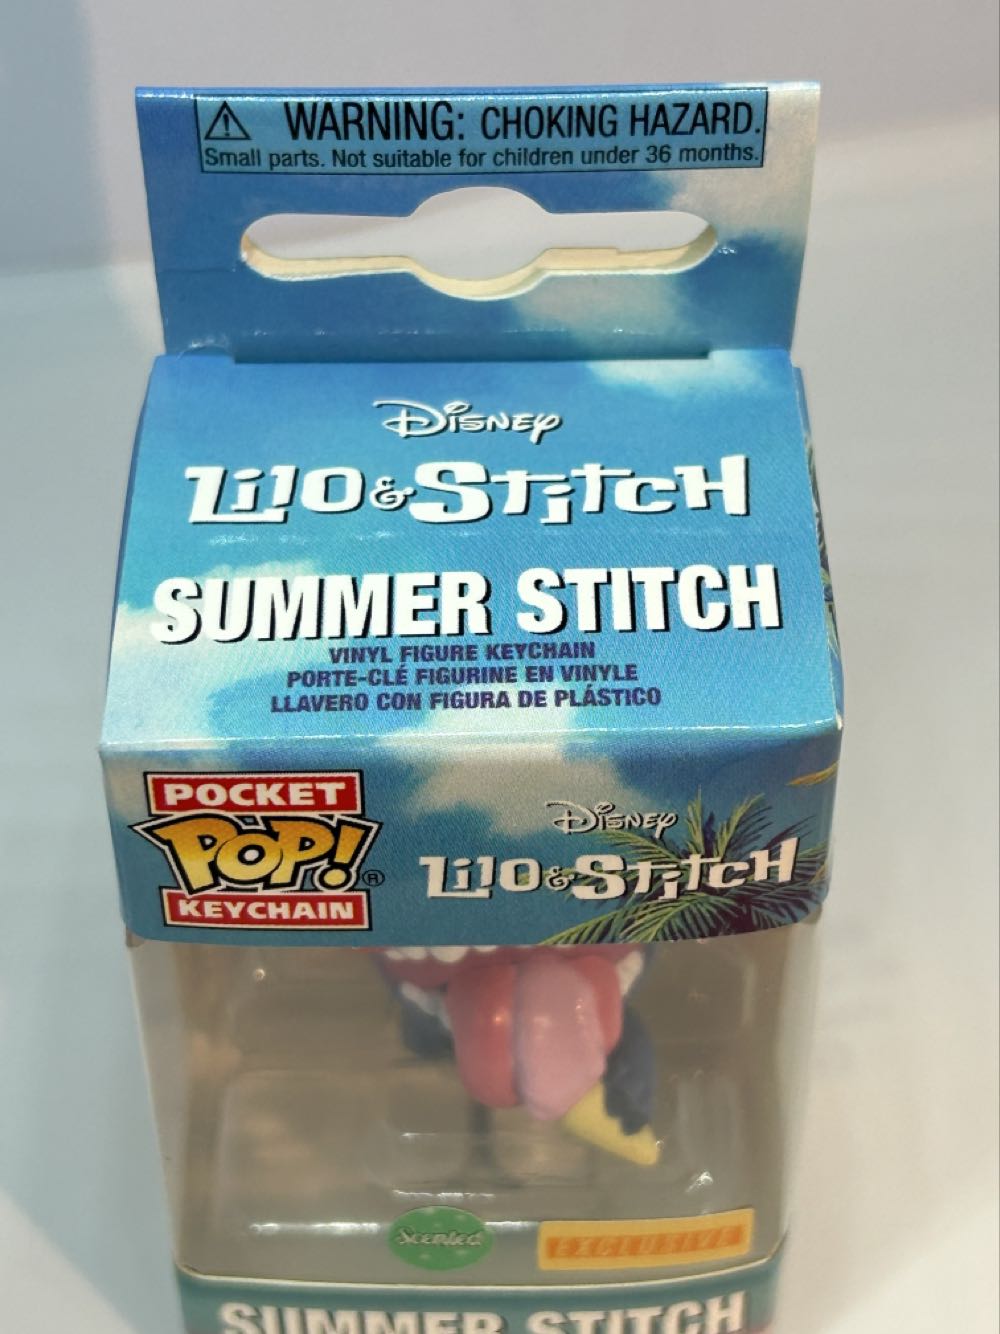 WARNING: CHOKING HAZARD.
Small parts. Not suitable for children under 36 months.
Disney
Lilo & Stitch
SUMMER STITCH
VINYL FIGURE KEYCHAIN
PORTE-CLÉ FIGURINE EN VINYLE
LLAVERO CON FIGURA DE PLÁSTICO
POCKET
POP!®
KEYCHAIN
Disney
Lilo & Stitch
Scented
EXCLUSIVE
SUMMER STITCH